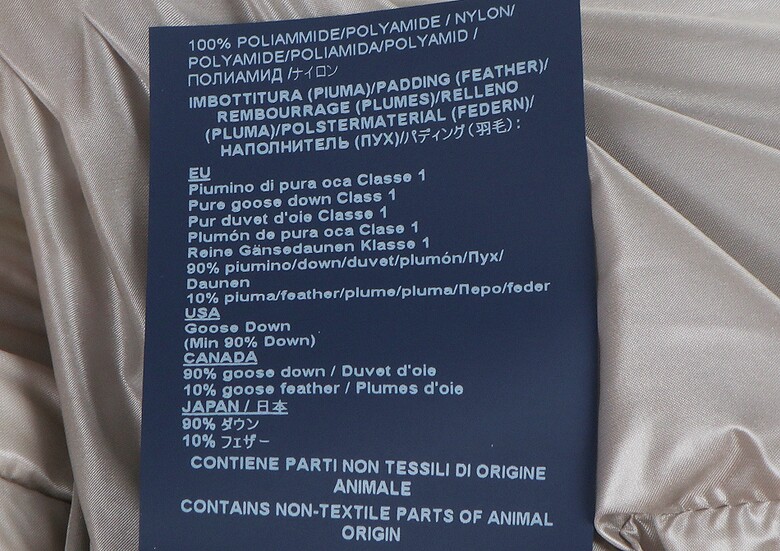 100% POLIAMMIDE/POLYAMIDE / NYLON/
POLYAMIDE/POLIAMIDA/POLYAMID /
ПОЛИАМИД /ナイロン
IMBOTTITURA (PIUMA)/PADDING (FEATHER)/
REMBOURRAGE (PLUMES)/RELLENO
(PLUMA)/POLSTERMATERIAL (FEDERN)/
НАПОЛНИТЕЛЬ (ПУХ)/パディング(羽毛):
EU
Piumino di pura oca Classe 1
Pure goose down Class 1
Pur duvet d'oie Classe 1
Plumón de pura oca Clase 1
Reine Gänsedaunen Klasse 1
90% piumino/down/duvet/plumón/Пух/
Daunen
10% piuma/feather/plume/pluma/Перо/feder
USA
Goose Down
(Min 90% Down)
CANADA
90% goose down / Duvet d'oie
10% goose feather / Plumes d'oie
JAPAN / 日本
90% ダウン
10% フェザー
CONTIENE PARTI NON TESSILI DI ORIGINE
ANIMALE
CONTAINS NON-TEXTILE PARTS OF ANIMAL
ORIGIN